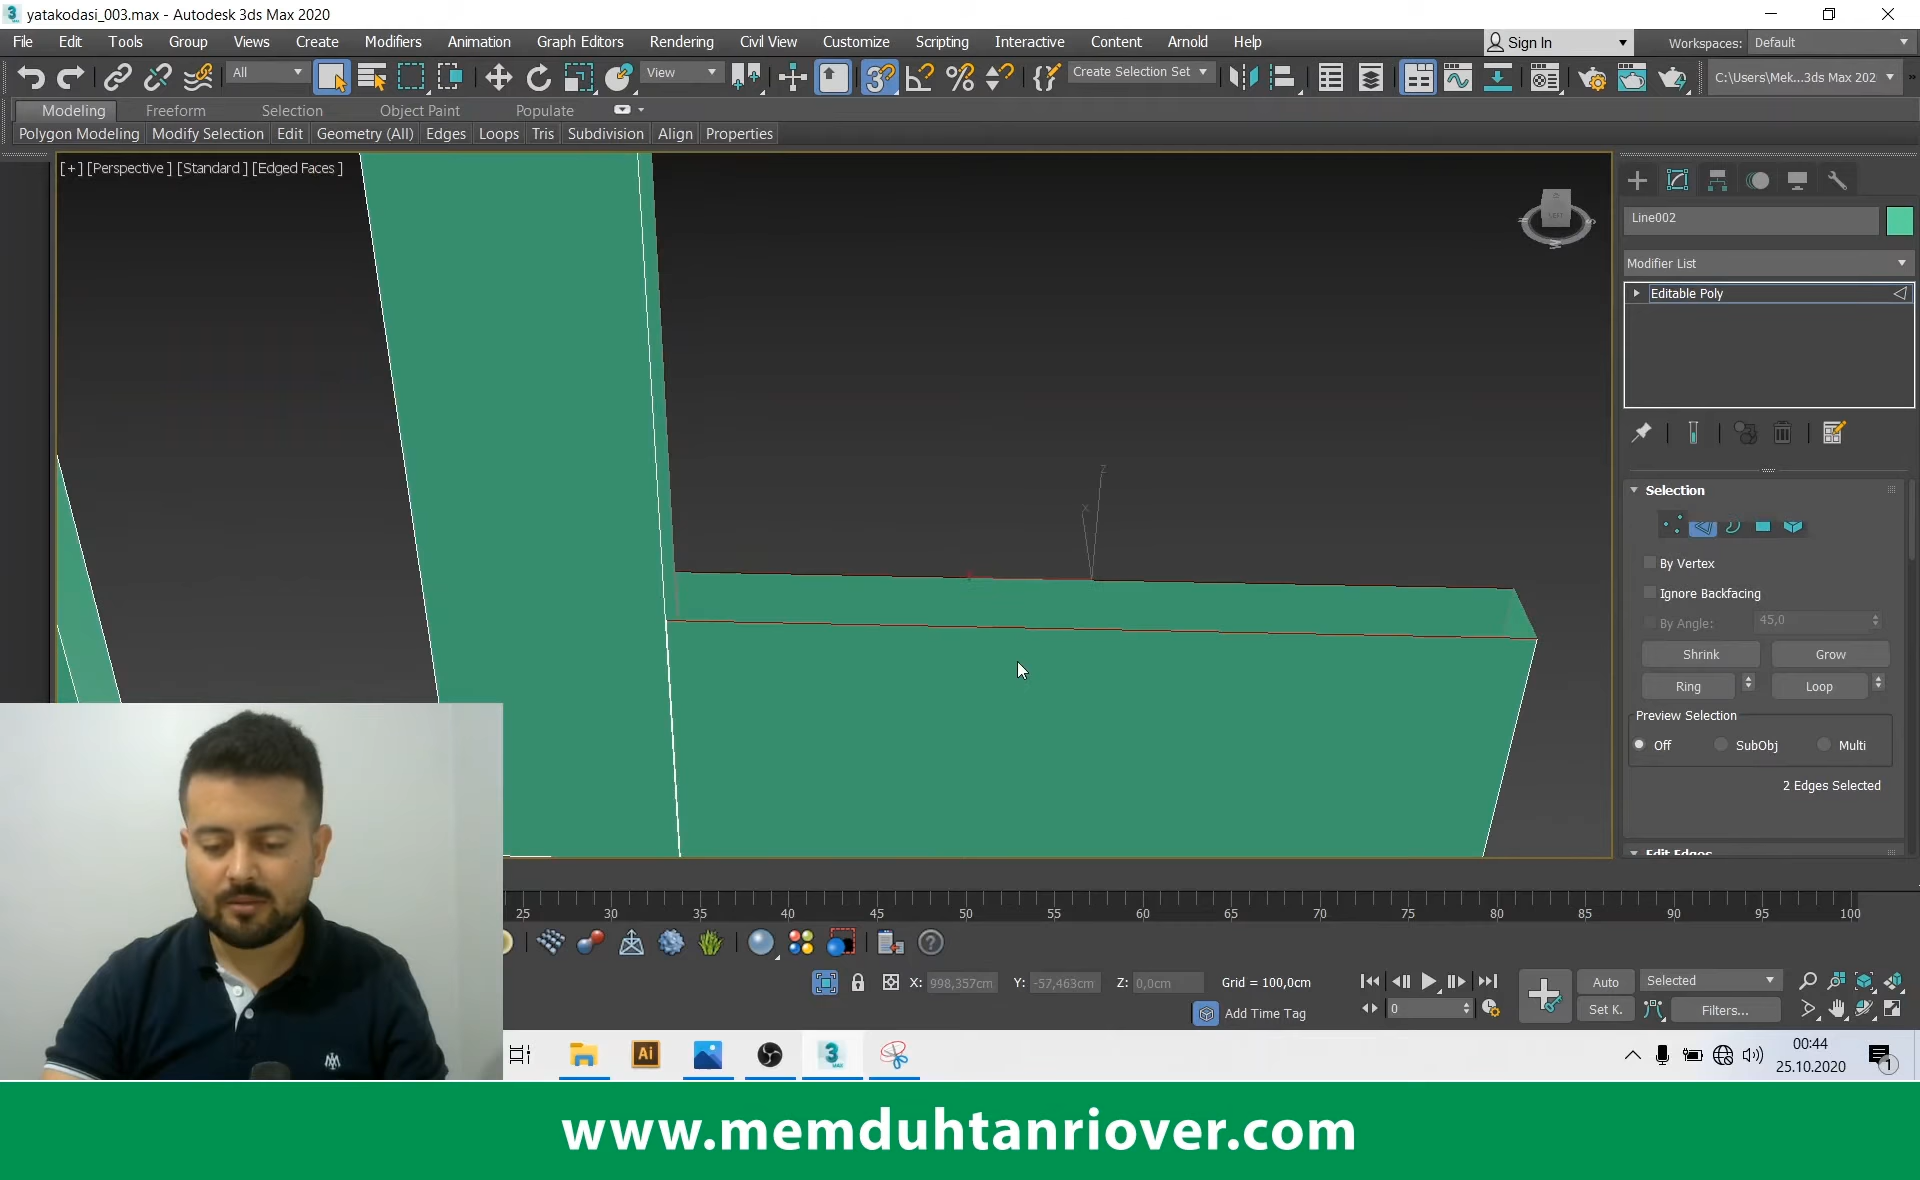 yatakodasi_003.max - Autodesk 3ds Max 2020
File Edit Tools Group Views Create Modifiers Animation Graph Editors Rendering Civil View Customize Scripting Interactive Content Arnold Help
Sign In
Workspaces: Default
All
View
Create Selection Set
C:\Users\Mek...3ds Max 202
Modeling Freeform Selection Object Paint Populate
Polygon Modeling Modify Selection Edit Geometry (All) Edges Loops Tris Subdivision Align Properties
[+] [Perspective ] [Standard ] [Edged Faces ]
Line002
Modifier List
Editable Poly
Selection
By Vertex
Ignore Backfacing
By Angle: 45,0
Shrink Grow
Ring Loop
Preview Selection
Off SubObj Multi
2 Edges Selected
Edit Edges
25 30 35 40 45 50 55 60 65 70 75 80 85 90 95 100
X: 998,357cm Y: -57,463cm Z: 0,0cm Grid = 100,0cm
Add Time Tag
0
Auto Selected
Set K. Filters...
Ai
3
MAX
00:44
25.10.2020
1
www.memduhtanriover.com